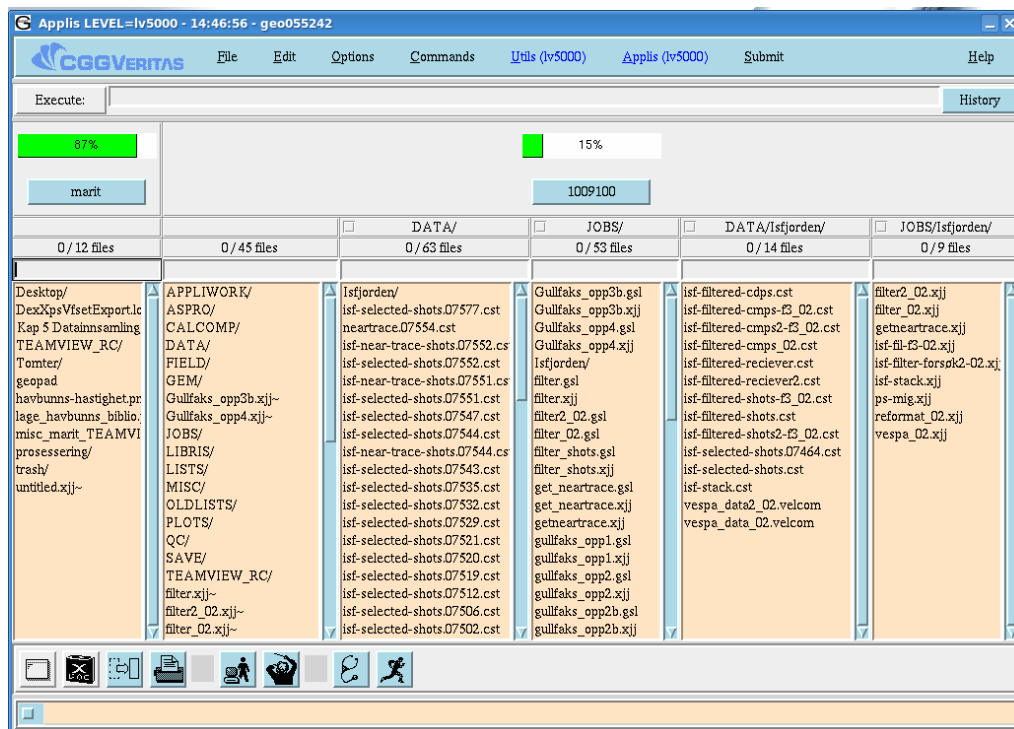 Applis LEVEL=lv5000 - 14:46:56 - geo055242
CGGVERITAS File Edit Options Commands Utils (lv5000) Applis (lv5000) Submit Help
Execute: History
87% 15%
marit 1009100
DATA/ JOBS/ DATA/Isfjorden/ JOBS/Isfjorden/
0 / 12 files 0 / 45 files 0 / 63 files 0 / 53 files 0 / 14 files 0 / 9 files
Desktop/
DexXpsVfsetExport.lc
Kap 5 Datainnsamling
TEAMVIEW_RC/
Tomter/
geopad
havbunns-hastighet.pr
lage_havbunns_biblio.
misc_marit_TEAMVI
prosessering/
trash/
untitled.xjj~
APPLIWORK/
ASPRO/
CALCOMP/
DATA/
FIELD/
GEM/
Gullfaks_opp3b.xjj~
Gullfaks_opp4.xjj~
JOBS/
LIBRIS/
LISTS/
MISC/
OLDLISTS/
PLOTS/
QC/
SAVE/
TEAMVIEW_RC/
filter.xjj~
filter2_02.xjj~
filter_02.xjj~
Isfjorden/
isf-selected-shots.07577.cst
neartrace.07554.cst
isf-near-trace-shots.07552.cs
isf-selected-shots.07552.cst
isf-near-trace-shots.07551.cs
isf-selected-shots.07551.cst
isf-selected-shots.07547.cst
isf-selected-shots.07544.cst
isf-near-trace-shots.07544.cs
isf-selected-shots.07543.cst
isf-selected-shots.07535.cst
isf-selected-shots.07532.cst
isf-selected-shots.07529.cst
isf-selected-shots.07521.cst
isf-selected-shots.07520.cst
isf-selected-shots.07519.cst
isf-selected-shots.07512.cst
isf-selected-shots.07506.cst
isf-selected-shots.07502.cst
Gullfaks_opp3b.gsl
Gullfaks_opp3b.xjj
Gullfaks_opp4.gsl
Gullfaks_opp4.xjj
Isfjorden/
filter.gsl
filter.xjj
filter2_02.gsl
filter_02.gsl
filter_shots.gsl
filter_shots.xjj
get_neartrace.gsl
get_neartrace.xjj
getneartrace.xjj
gullfaks_opp1.gsl
gullfaks_opp1.xjj
gullfaks_opp2.gsl
gullfaks_opp2.xjj
gullfaks_opp2b.gsl
gullfaks_opp2b.xjj
isf-filtered-cdps.cst
isf-filtered-cmps-f3_02.cst
isf-filtered-cmps2-f3_02.cst
isf-filtered-cmps_02.cst
isf-filtered-reciever.cst
isf-filtered-reciever2.cst
isf-filtered-shots-f3_02.cst
isf-filtered-shots.cst
isf-filtered-shots2-f3_02.cst
isf-selected-shots.07464.cst
isf-selected-shots.cst
isf-stack.cst
vespa_data2_02.velcom
vespa_data_02.velcom
filter2_02.xjj
filter_02.xjj
getneartrace.xjj
isf-fil-f3-02.xjj
isf-filter-forsøk2-02.xj
isf-stack.xjj
ps-mig.xjj
reformat_02.xjj
vespa_02.xjj